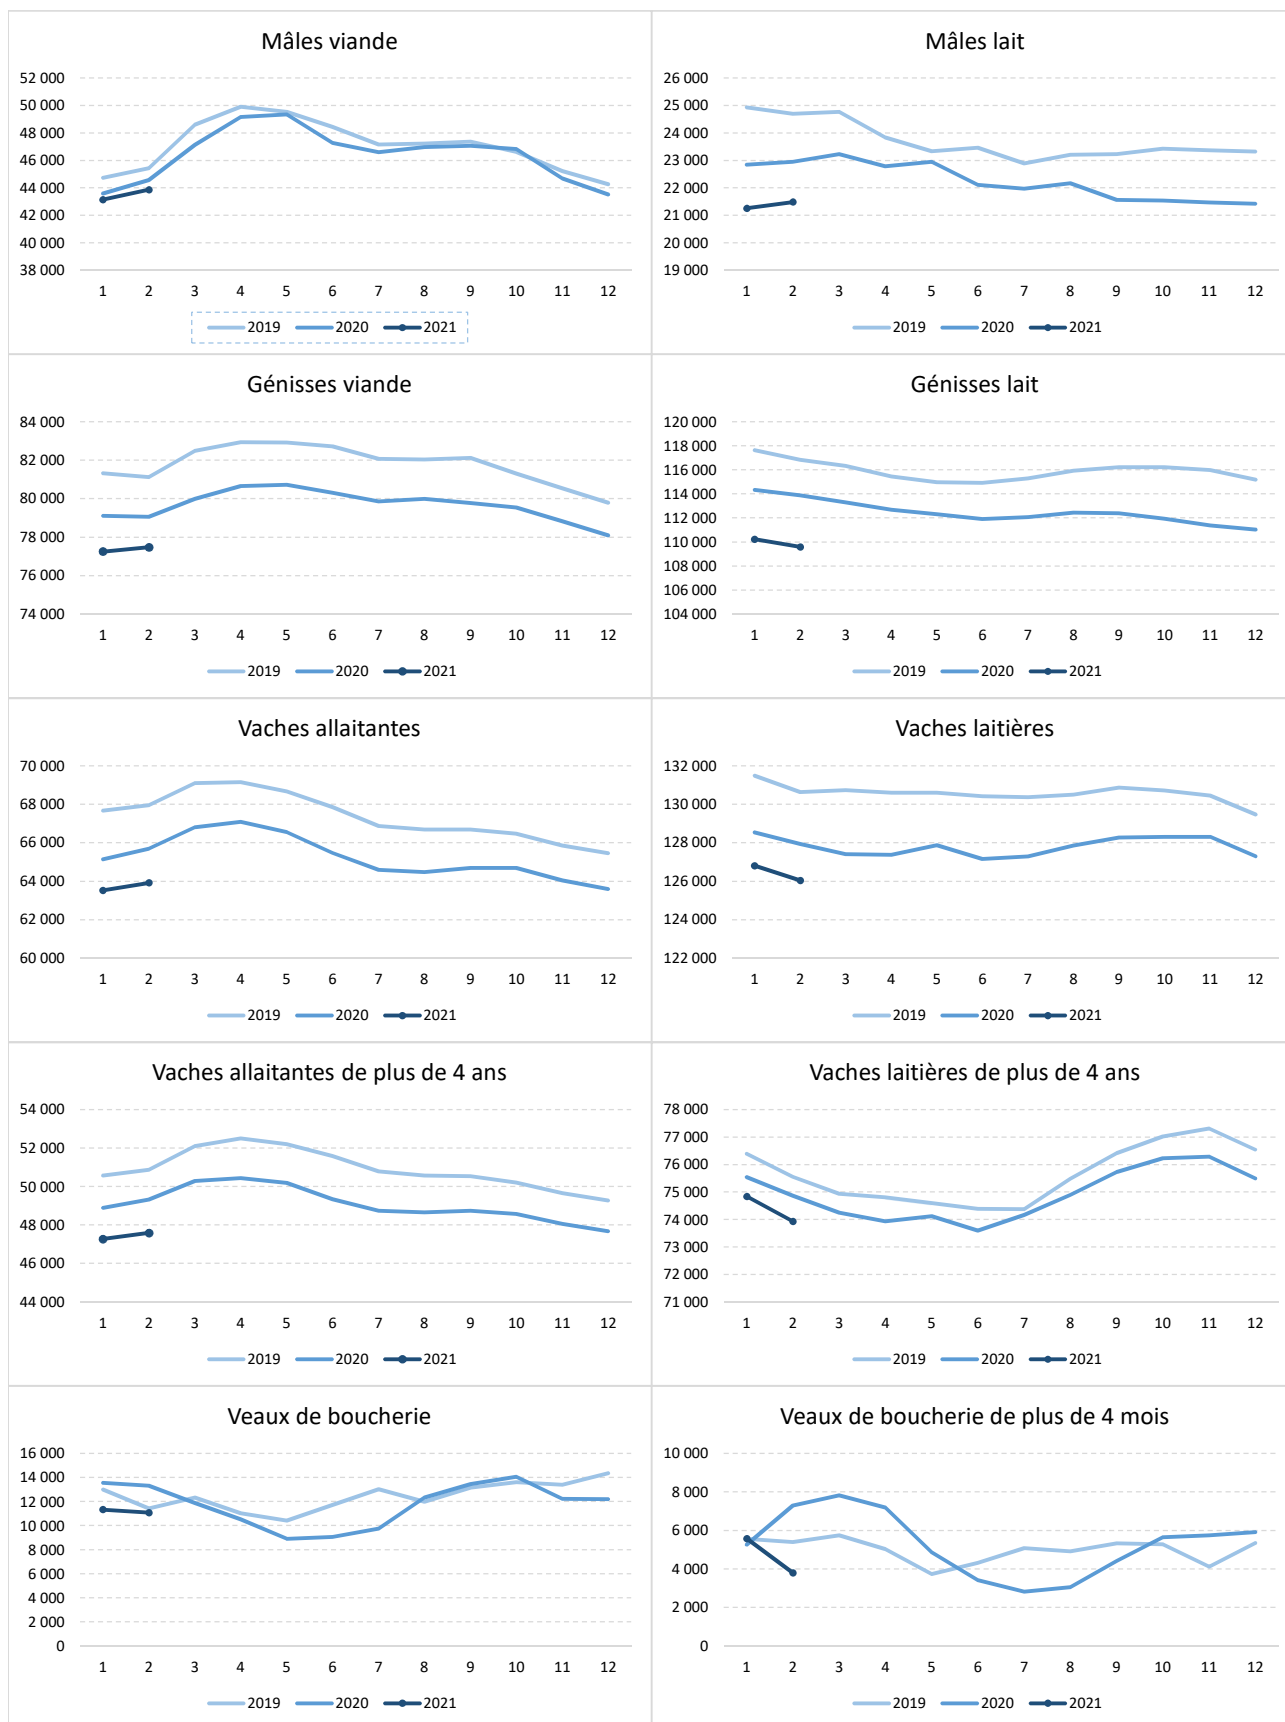 Mâles viande
52 000
50 000
48 000
46 000
44 000
42 000
40 000
38 000
1 2 3 4 5 6 7 8 9 10 11 12
2019 2020 2021
Mâles lait
26 000
25 000
24 000
23 000
22 000
21 000
20 000
19 000
1 2 3 4 5 6 7 8 9 10 11 12
2019 2020 2021
Génisses viande
84 000
82 000
80 000
78 000
76 000
74 000
1 2 3 4 5 6 7 8 9 10 11 12
2019 2020 2021
Génisses lait
120 000
118 000
116 000
114 000
112 000
110 000
108 000
106 000
104 000
1 2 3 4 5 6 7 8 9 10 11 12
2019 2020 2021
Vaches allaitantes
70 000
68 000
66 000
64 000
62 000
60 000
1 2 3 4 5 6 7 8 9 10 11 12
2019 2020 2021
Vaches laitières
132 000
130 000
128 000
126 000
124 000
122 000
1 2 3 4 5 6 7 8 9 10 11 12
2019 2020 2021
Vaches allaitantes de plus de 4 ans
54 000
52 000
50 000
48 000
46 000
44 000
1 2 3 4 5 6 7 8 9 10 11 12
2019 2020 2021
Vaches laitières de plus de 4 ans
78 000
77 000
76 000
75 000
74 000
73 000
72 000
71 000
1 2 3 4 5 6 7 8 9 10 11 12
2019 2020 2021
Veaux de boucherie
16 000
14 000
12 000
10 000
8 000
6 000
4 000
2 000
0
1 2 3 4 5 6 7 8 9 10 11 12
2019 2020 2021
Veaux de boucherie de plus de 4 mois
10 000
8 000
6 000
4 000
2 000
0
1 2 3 4 5 6 7 8 9 10 11 12
2019 2020 2021